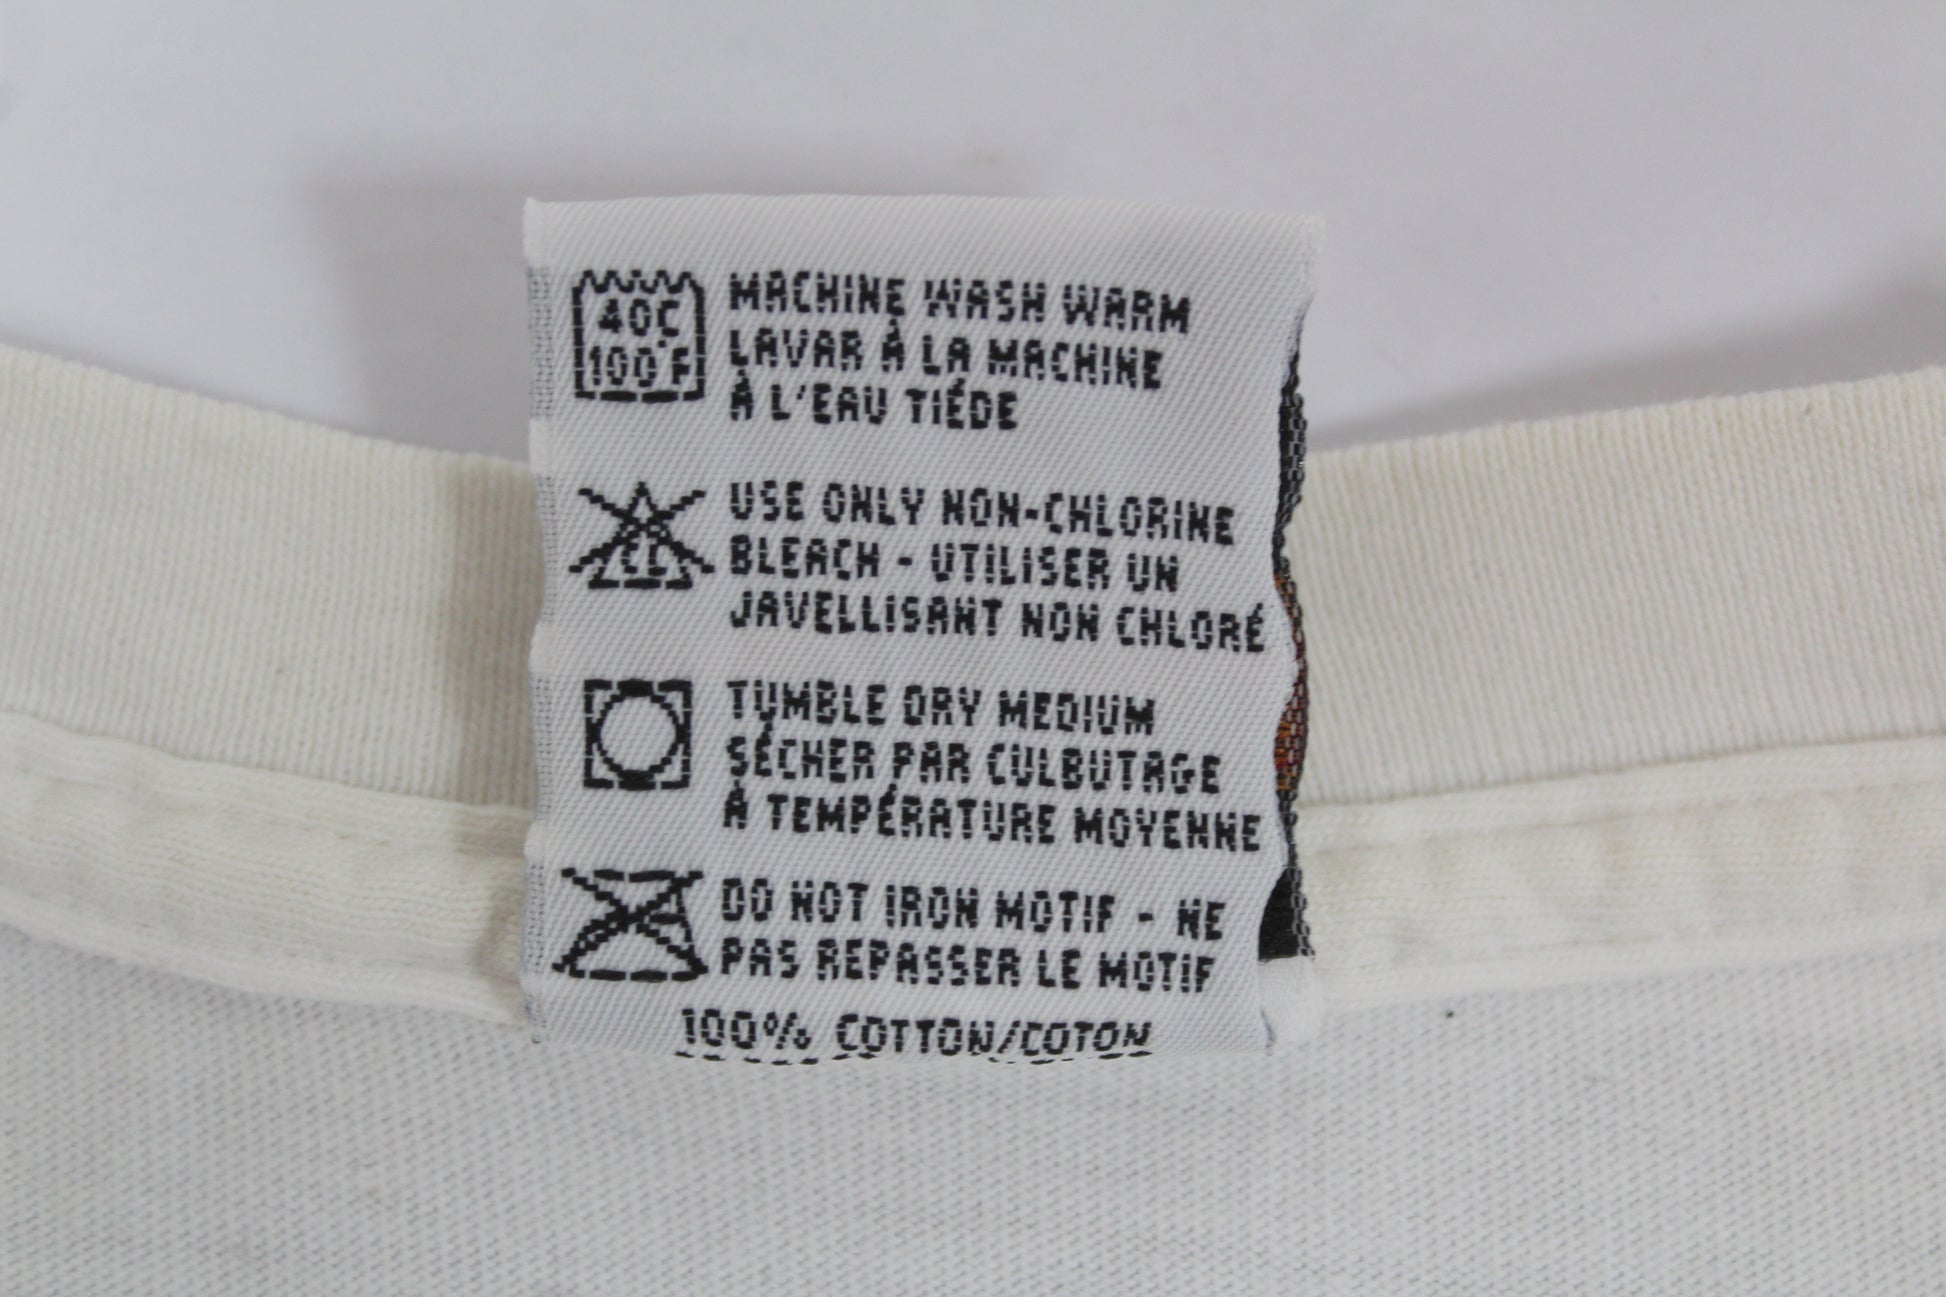 40C
100°F
MACHINE WASH WARM
LAVAR À LA MACHINE
À L'EAU TIÉDE
CL
USE ONLY NON-CHLORINE
BLEACH - UTILISER UN
JAVELLISANT NON CHLORÉ
TUMBLE DRY MEDIUM
SÉCHER PAR CULBUTAGE
À TEMPÉRATURE MOYENNE
DO NOT IRON MOTIF - NE
PAS REPASSER LE MOTIF
100% COTTON/COTON